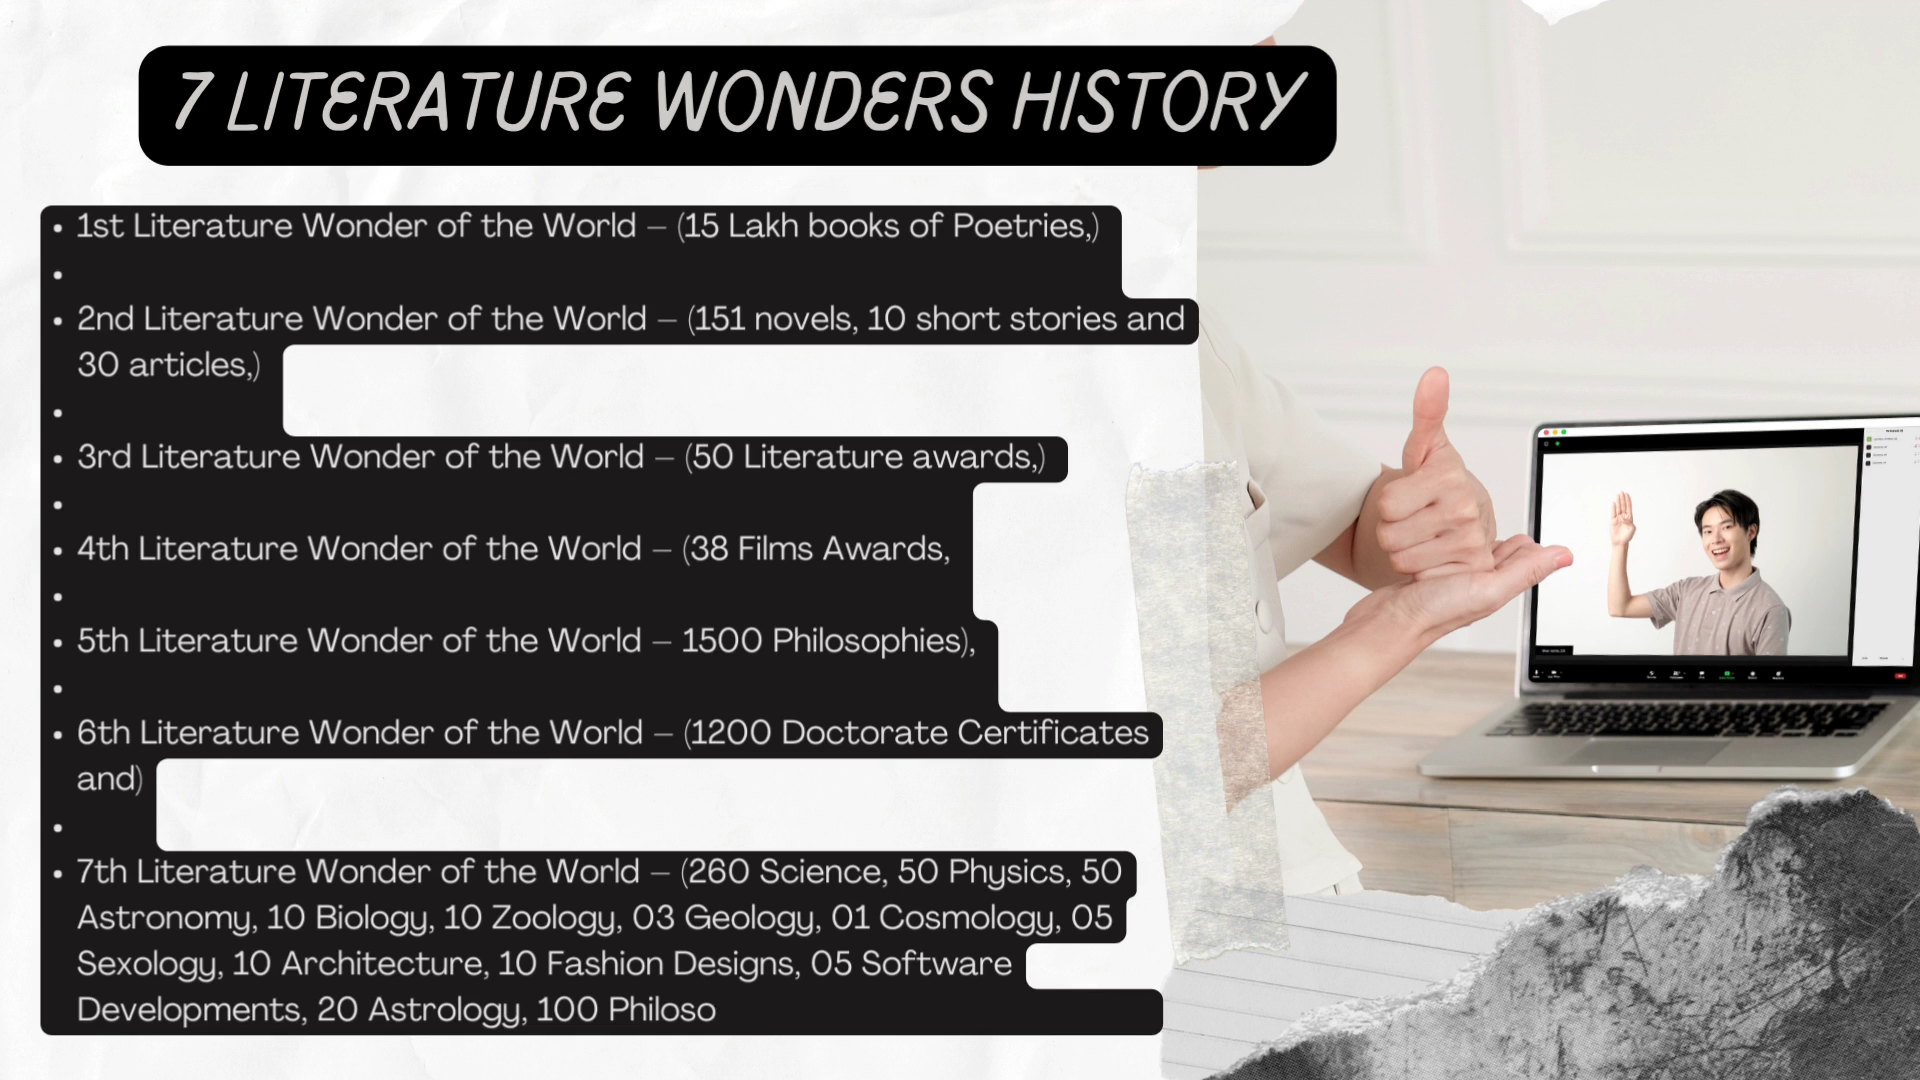 7 LITERATURE WONDERS HISTORY
• 1st Literature Wonder of the World – (15 Lakh books of Poetries,)
•
• 2nd Literature Wonder of the World – (151 novels, 10 short stories and
30 articles,)
•
• 3rd Literature Wonder of the World – (50 Literature awards,)
•
• 4th Literature Wonder of the World – (38 Films Awards,
•
• 5th Literature Wonder of the World – 1500 Philosophies),
•
• 6th Literature Wonder of the World – (1200 Doctorate Certificates
and)
•
• 7th Literature Wonder of the World – (260 Science, 50 Physics, 50
Astronomy, 10 Biology, 10 Zoology, 03 Geology, 01 Cosmology, 05
Sexology, 10 Architecture, 10 Fashion Designs, 05 Software
Developments, 20 Astrology, 100 Philoso